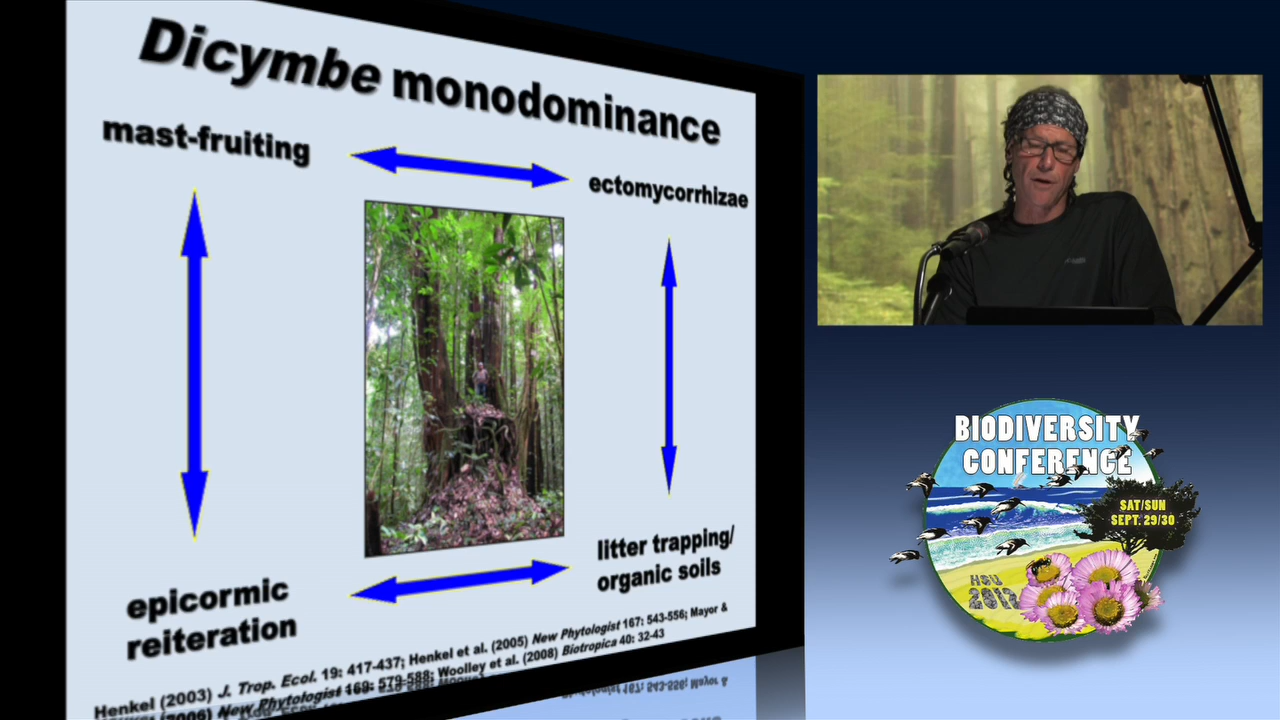 Dicymbe monodominance
mast-fruiting
ectomycorrhizae
epicormic
reiteration
litter trapping/
organic soils
Henkel (2003) J. Trop. Ecol. 19: 417-437; Henkel et al. (2005) New Phytologist 167: 543-556; Mayor &
(2006) New Phytologist 169: 579-588; Woolley et al. (2008) Biotropica 40: 32-43
BIODIVERSITY
CONFERENCE
SAT/SUN
SEPT. 29/30
HSU
2012